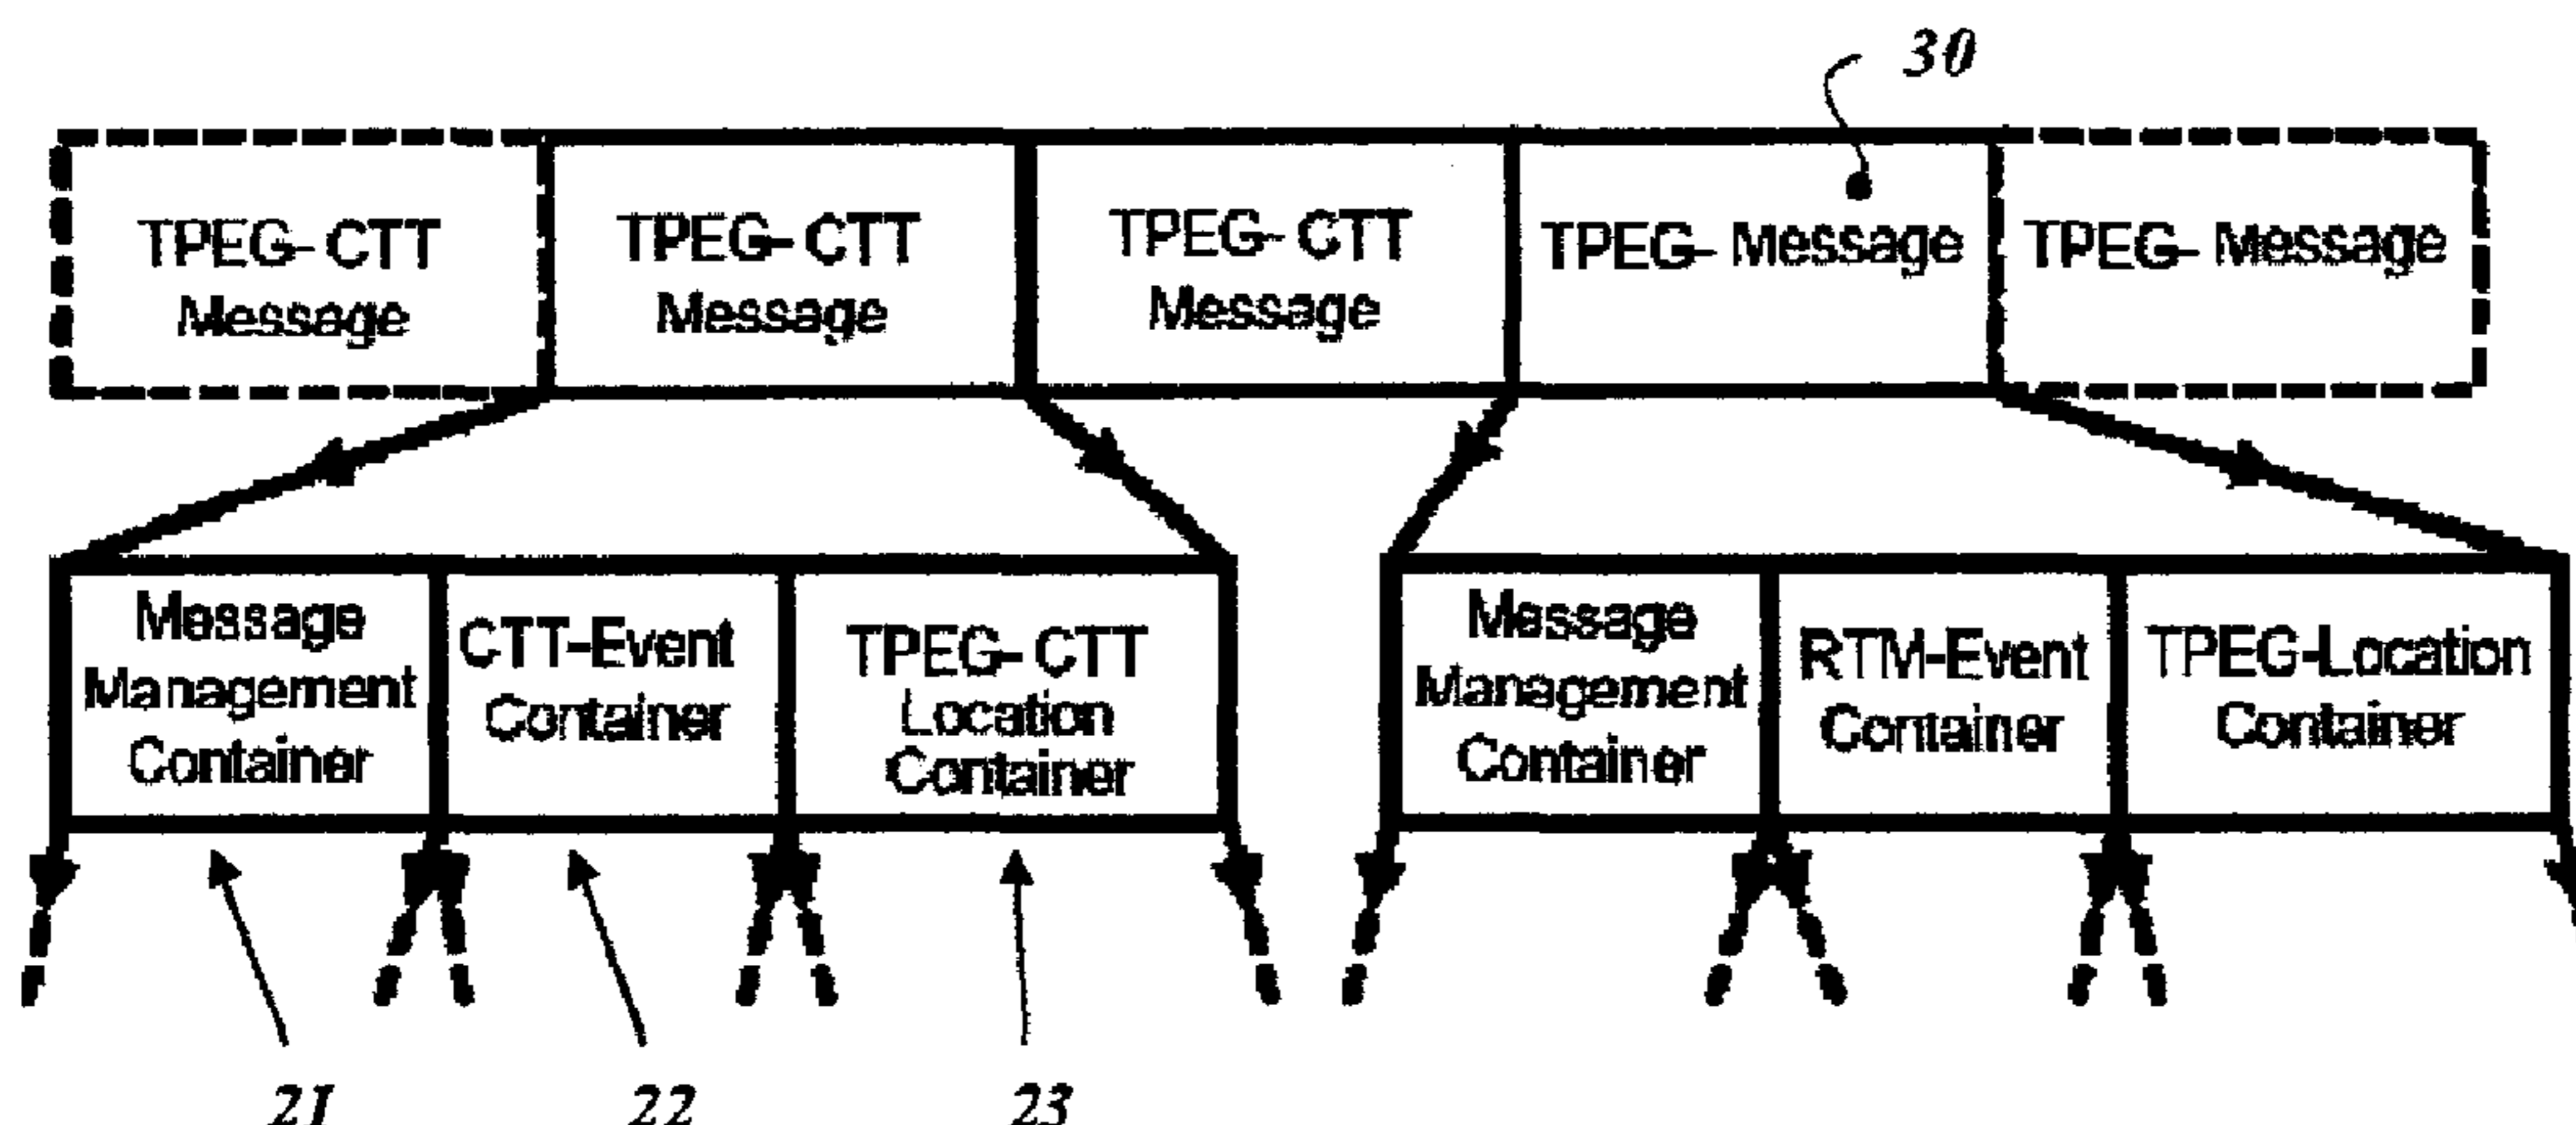 30
TPEG- CTT
Message
TPEG- CTT
Message
TPEG- CTT
Message
TPEG- Message
TPEG- Message
Message
Management
Container
CTT-Event
Container
TPEG- CTT
Location
Container
Message
Management
Container
RTM-Event
Container
TPEG-Location
Container
21
22
23